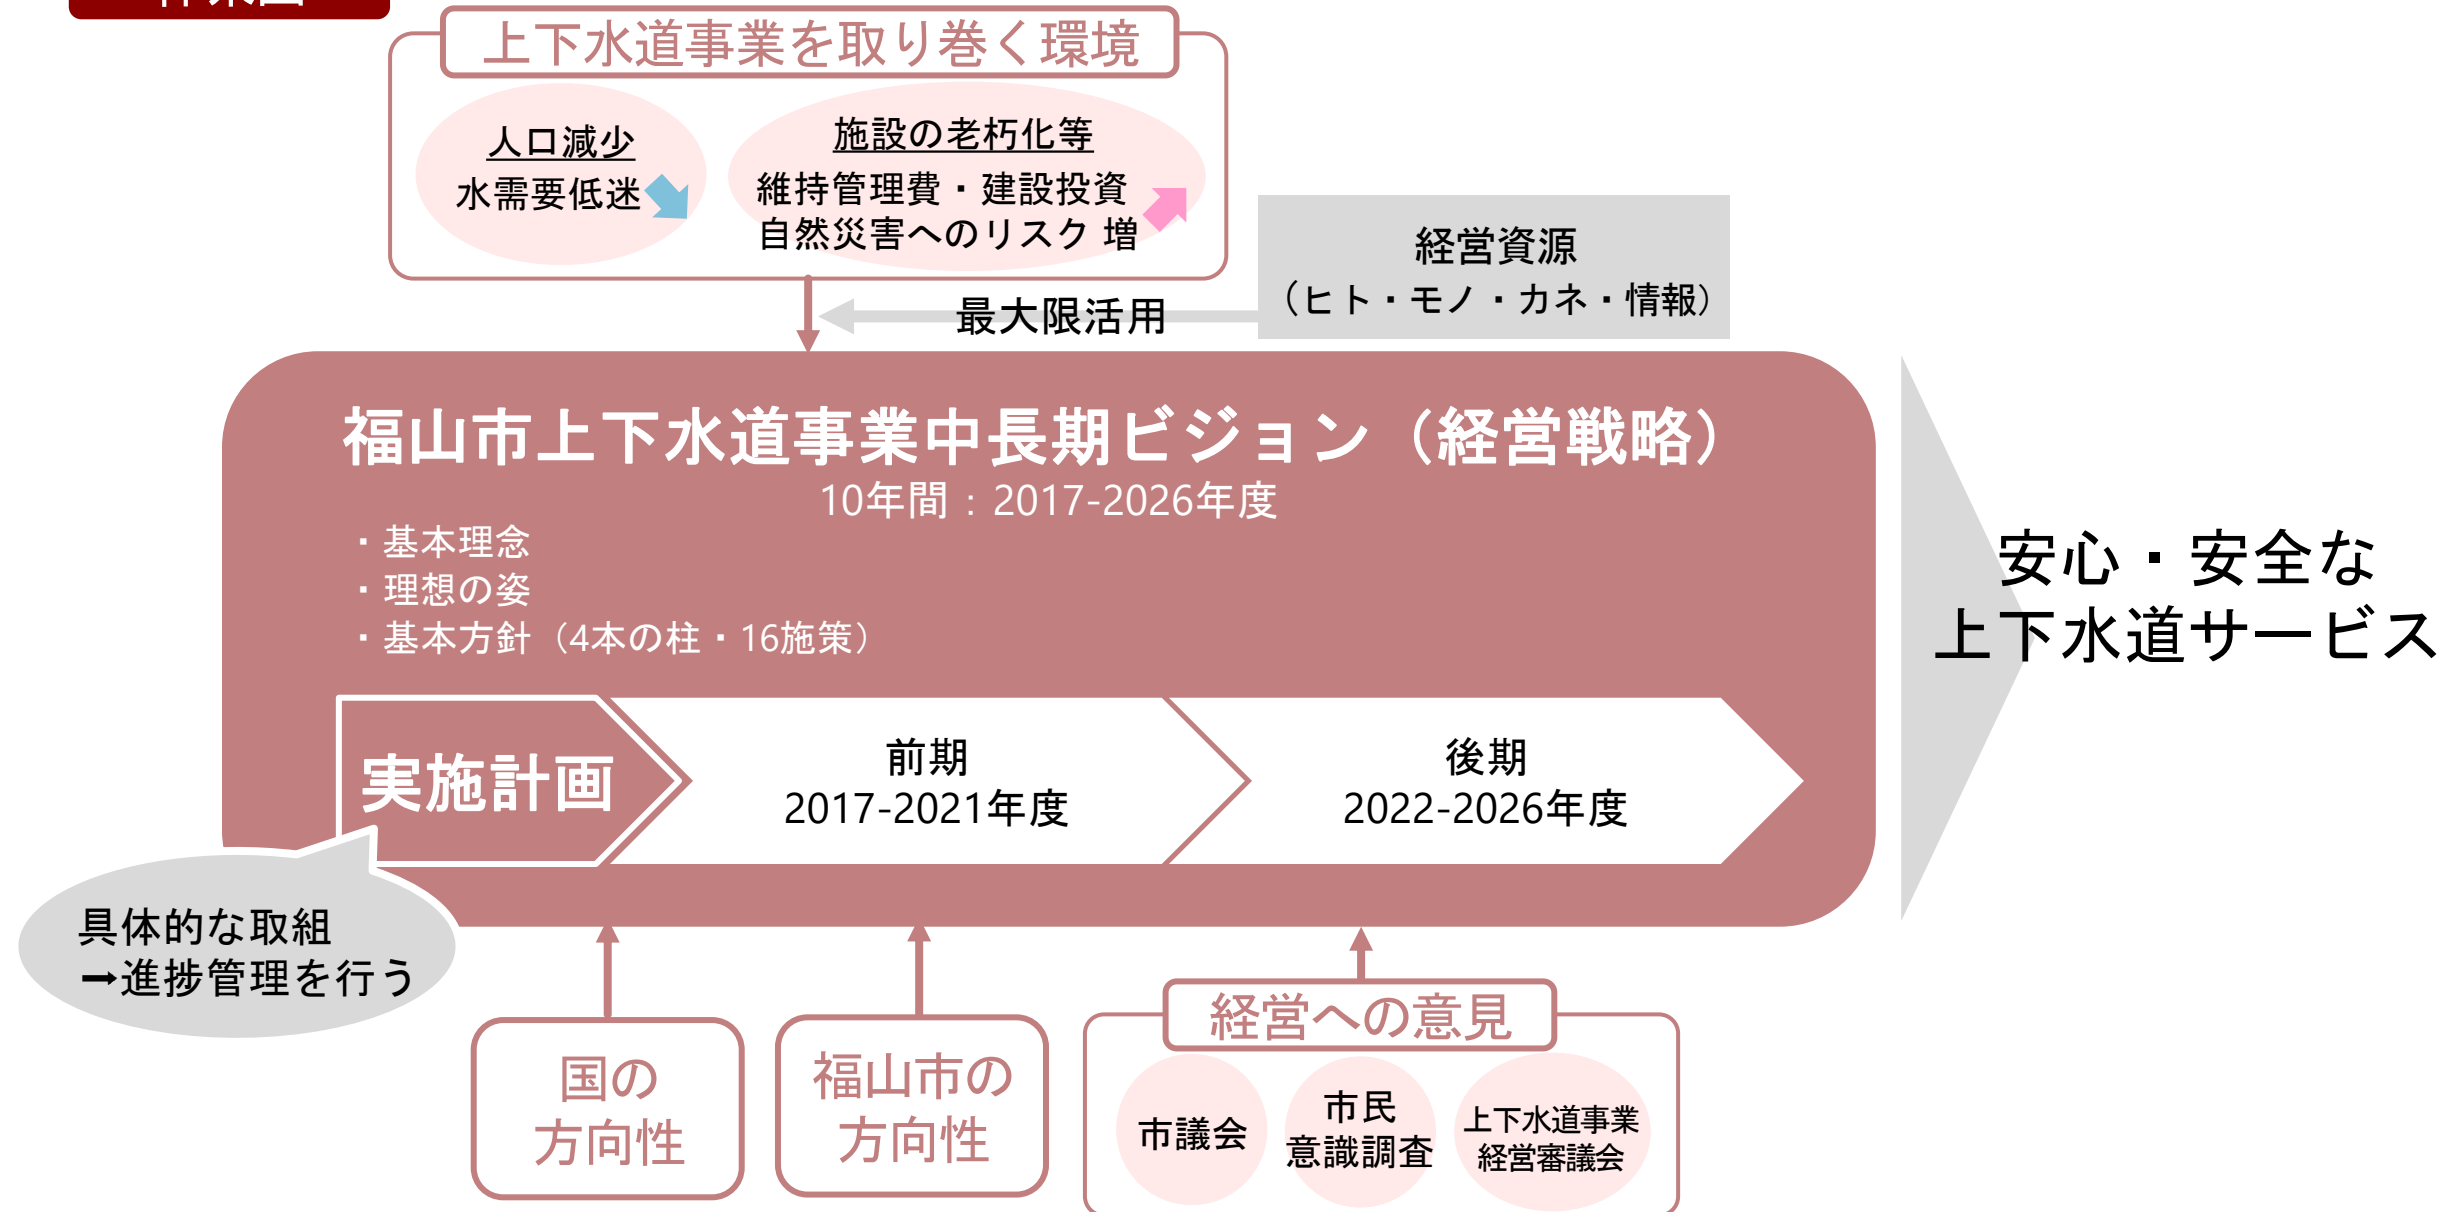 上下水道事業を取り巻く環境
人口減少
水需要低迷
施設の老朽化等
維持管理費・建設投資
自然災害へのリスク 増
経営資源
（ヒト・モノ・カネ・情報）
最大限活用
福山市上下水道事業中長期ビジョン（経営戦略）
10年間：2017-2026年度
・基本理念
・理想の姿
・基本方針（4本の柱・16施策）
安心・安全な
上下水道サービス
実施計画
前期
2017-2021年度
後期
2022-2026年度
具体的な取組
➡進捗管理を行う
国の
方向性
福山市の
方向性
経営への意見
市議会
市民
意識調査
上下水道事業
経営審議会